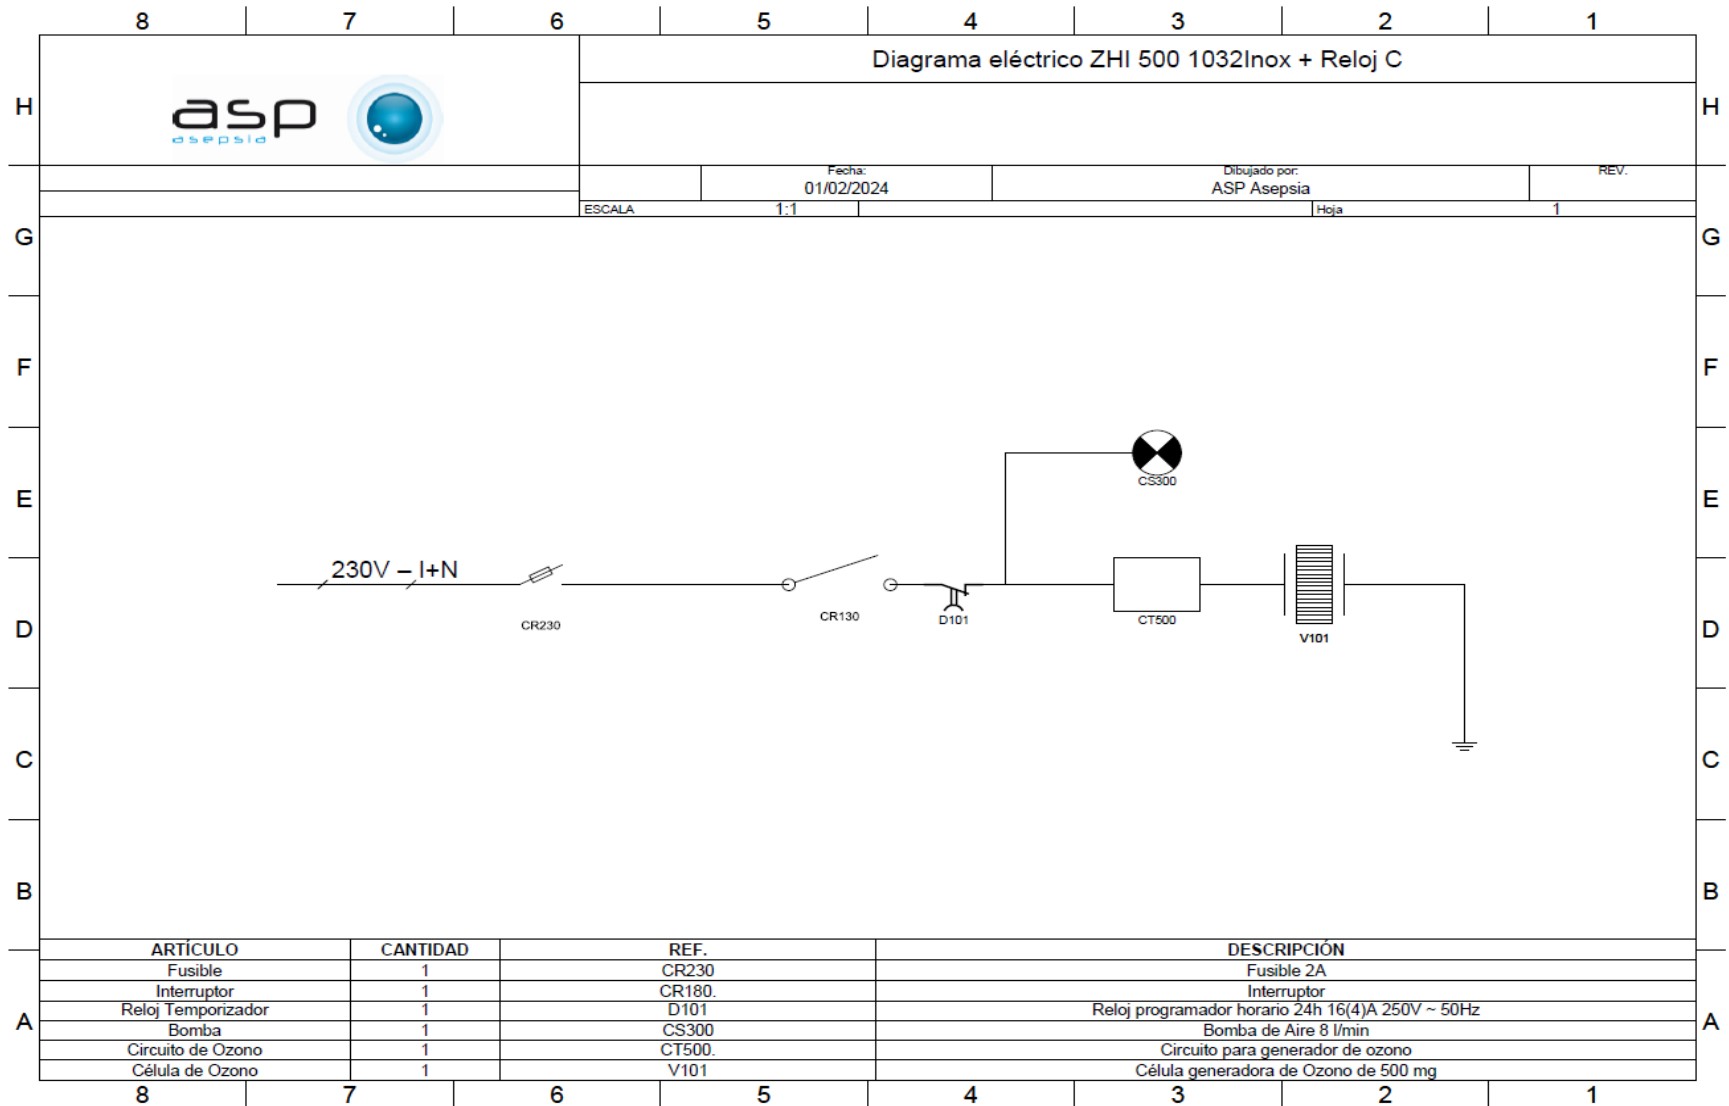 8 7 6 5 4 3 2 1
Diagrama eléctrico ZHI 500 1032Inox + Reloj C
asp
asepsia
H H
Fecha: Dibujado por: REV.
01/02/2024 ASP Asepsia
ESCALA 1:1 Hoja 1
G G
F F
CS300
E E
230V – I+N
CR230 CR130 D101 CT500
D D
V101
C C
B B
ARTÍCULO CANTIDAD REF. DESCRIPCIÓN
Fusible 1 CR230 Fusible 2A
Interruptor 1 CR180. Interruptor
Reloj Temporizador 1 D101 Reloj programador horario 24h 16(4)A 250V ~ 50Hz
A A
Bomba 1 CS300 Bomba de Aire 8 l/min
Circuito de Ozono 1 CT500. Circuito para generador de ozono
Célula de Ozono 1 V101 Célula generadora de Ozono de 500 mg
8 7 6 5 4 3 2 1